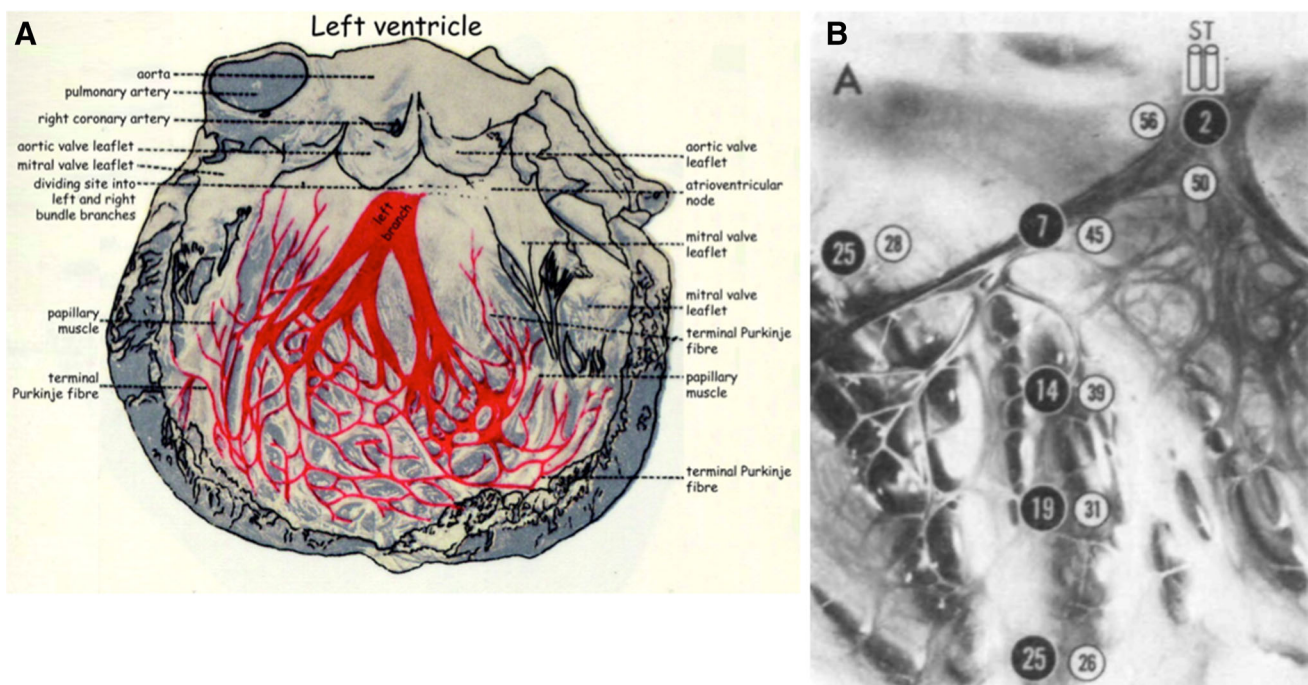 A
Left ventricle
aorta
pulmonary artery
right coronary artery
aortic valve leaflet
mitral valve leaflet
dividing site into
left and right
bundle branches
papillary
muscle
terminal
Purkinje fibre
left
branch
aortic valve
leaflet
atrioventricular
node
mitral valve
leaflet
mitral valve
leaflet
terminal Purkinje
fibre
papillary
muscle
terminal Purkinje
fibre
B
A
ST
56 2
50
7 45
25 28
14 39
19 31
25 26